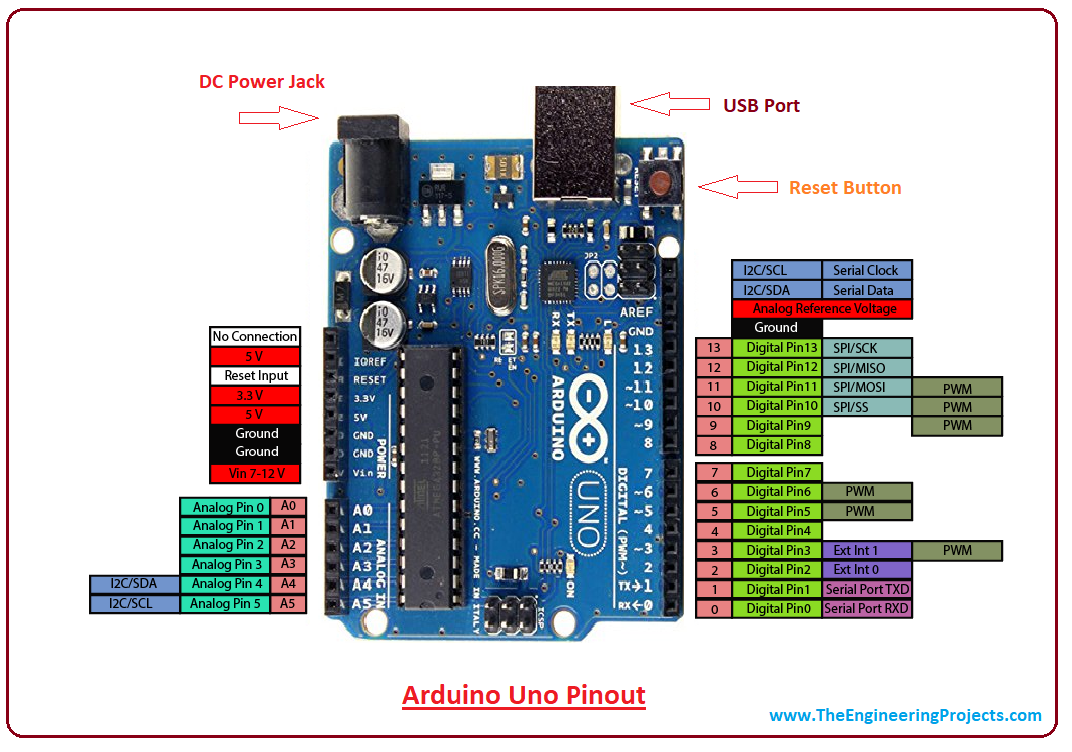 DC Power Jack
USB Port
Reset Button
RESET
10
47
16V
10
47
16V
SPK16.000G
JP2
AREF
GND
RX
TX
L
RESET EN
13
12
~11
~10
~9
8
7
~6
~5
4
~3
2
TX→1
RX←0
IOREF
RESET
3.3V
5V
GND
GND
Vin
POWER
A0
A1
A2
A3
A4
A5
ANALOG IN
ATMEL
ATMEGA328P-PU
WWW.ARDUINO.CC - MADE IN ITALY
ARDUINO
UNO
DIGITAL (PWM~)
ON
ICSP
No Connection
5 V
Reset Input
3.3 V
5 V
Ground
Ground
Vin 7-12 V
Analog Pin 0 A0
Analog Pin 1 A1
Analog Pin 2 A2
Analog Pin 3 A3
I2C/SDA Analog Pin 4 A4
I2C/SCL Analog Pin 5 A5
I2C/SCL Serial Clock
I2C/SDA Serial Data
Analog Reference Voltage
Ground
13 Digital Pin13 SPI/SCK
12 Digital Pin12 SPI/MISO
11 Digital Pin11 SPI/MOSI PWM
10 Digital Pin10 SPI/SS PWM
9 Digital Pin9 PWM
8 Digital Pin8
7 Digital Pin7
6 Digital Pin6 PWM
5 Digital Pin5 PWM
4 Digital Pin4
3 Digital Pin3 Ext Int 1 PWM
2 Digital Pin2 Ext Int 0
1 Digital Pin1 Serial Port TXD
0 Digital Pin0 Serial Port RXD
Arduino Uno Pinout
www.TheEngineeringProjects.com